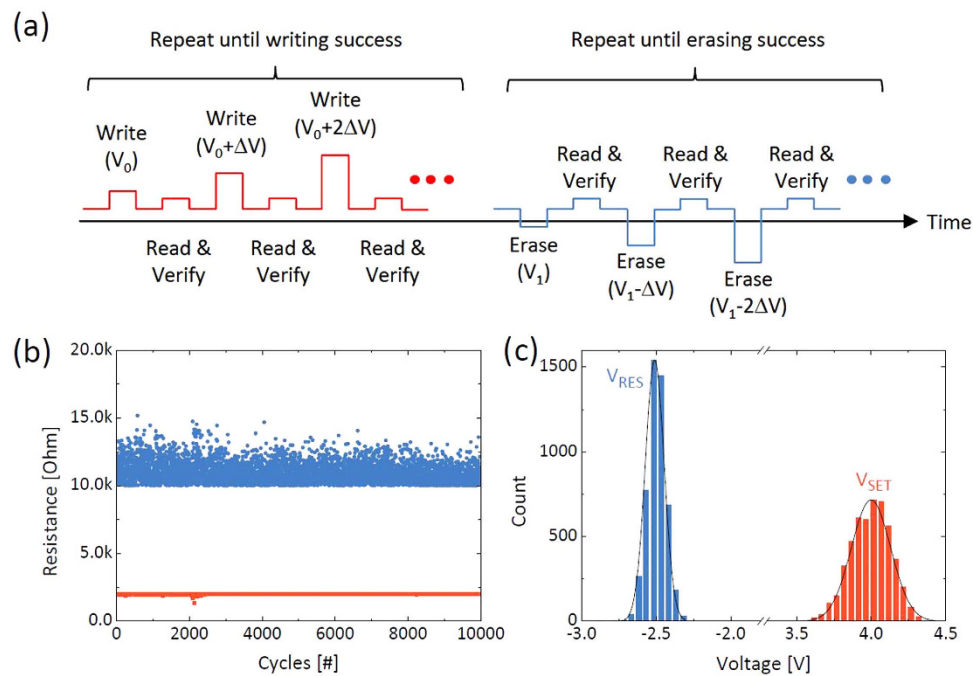 (a)
Repeat until writing success
Repeat until erasing success
Write
(V₀)
Write
(V₀+ΔV)
Write
(V₀+2ΔV)
Read &
Verify
Read &
Verify
Read &
Verify
Read &
Verify
Read &
Verify
Read &
Verify
Erase
(V₁)
Erase
(V₁-ΔV)
Erase
(V₁-2ΔV)
Time
(b)
20.0k
15.0k
10.0k
5.0k
0.0
Resistance [Ohm]
0 2000 4000 6000 8000 10000
Cycles [#]
(c)
1500
1000
500
0
Count
V_RES
V_SET
-3.0 -2.5 -2.0 3.5 4.0 4.5
Voltage [V]